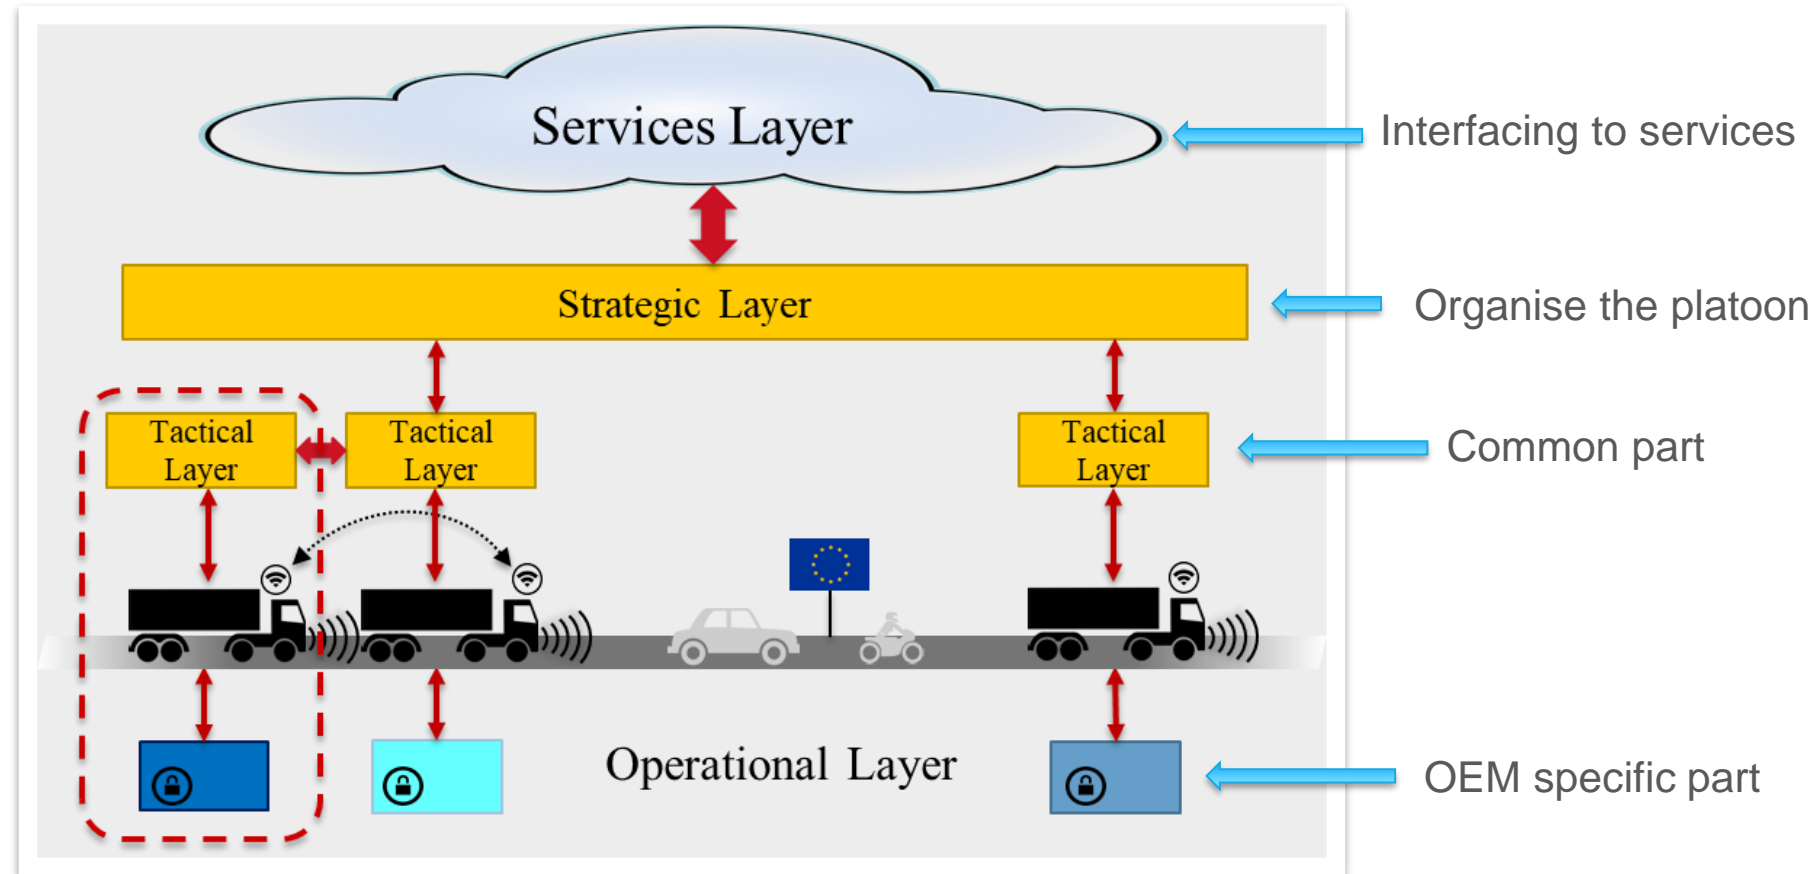 Services Layer
Interfacing to services
Strategic Layer
Organise the platoon
Tactical
Layer
Tactical
Layer
Tactical
Layer
Common part
Operational Layer
OEM specific part